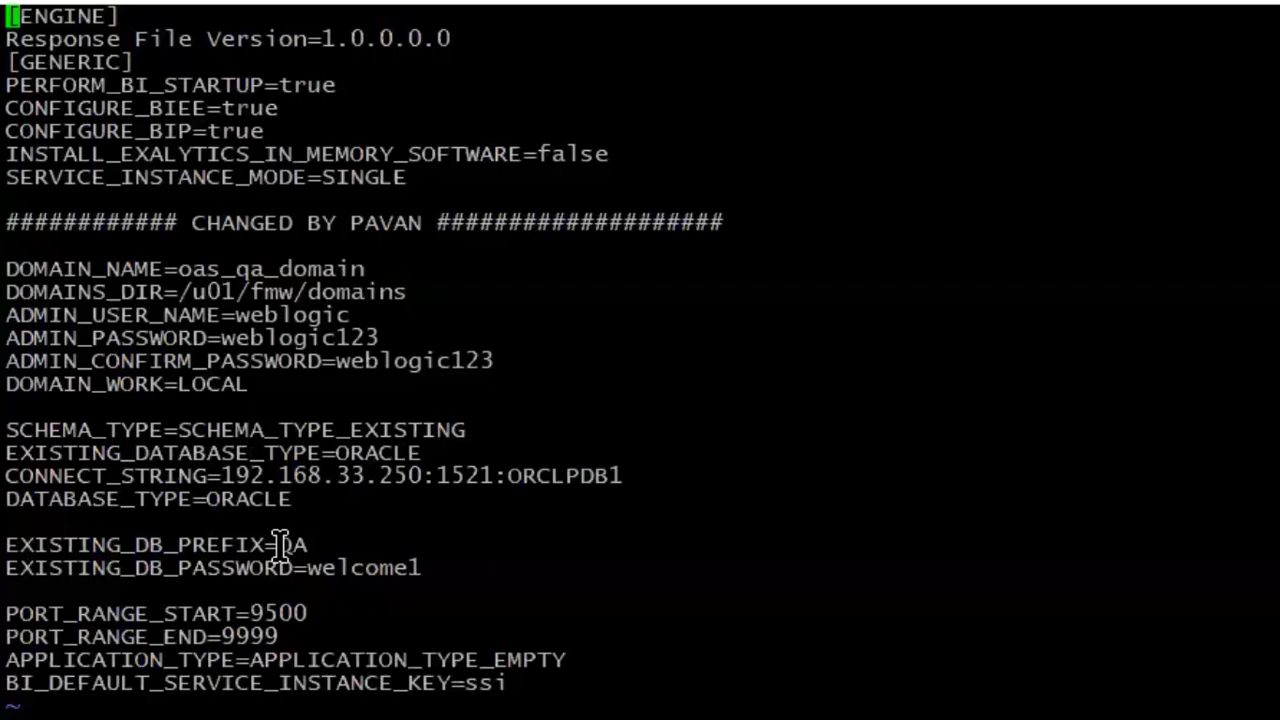 [ENGINE]
Response File Version=1.0.0.0.0
[GENERIC]
PERFORM_BI_STARTUP=true
CONFIGURE_BIEE=true
CONFIGURE_BIP=true
INSTALL_EXALYTICS_IN_MEMORY_SOFTWARE=false
SERVICE_INSTANCE_MODE=SINGLE
############ CHANGED BY PAVAN ####################
DOMAIN_NAME=oas_qa_domain
DOMAINS_DIR=/u01/fmw/domains
ADMIN_USER_NAME=weblogic
ADMIN_PASSWORD=weblogic123
ADMIN_CONFIRM_PASSWORD=weblogic123
DOMAIN_WORK=LOCAL
SCHEMA_TYPE=SCHEMA_TYPE_EXISTING
EXISTING_DATABASE_TYPE=ORACLE
CONNECT_STRING=192.168.33.250:1521:ORCLPDB1
DATABASE_TYPE=ORACLE
EXISTING_DB_PREFIX=QA
EXISTING_DB_PASSWORD=welcome1
PORT_RANGE_START=9500
PORT_RANGE_END=9999
APPLICATION_TYPE=APPLICATION_TYPE_EMPTY
BI_DEFAULT_SERVICE_INSTANCE_KEY=ssi
~